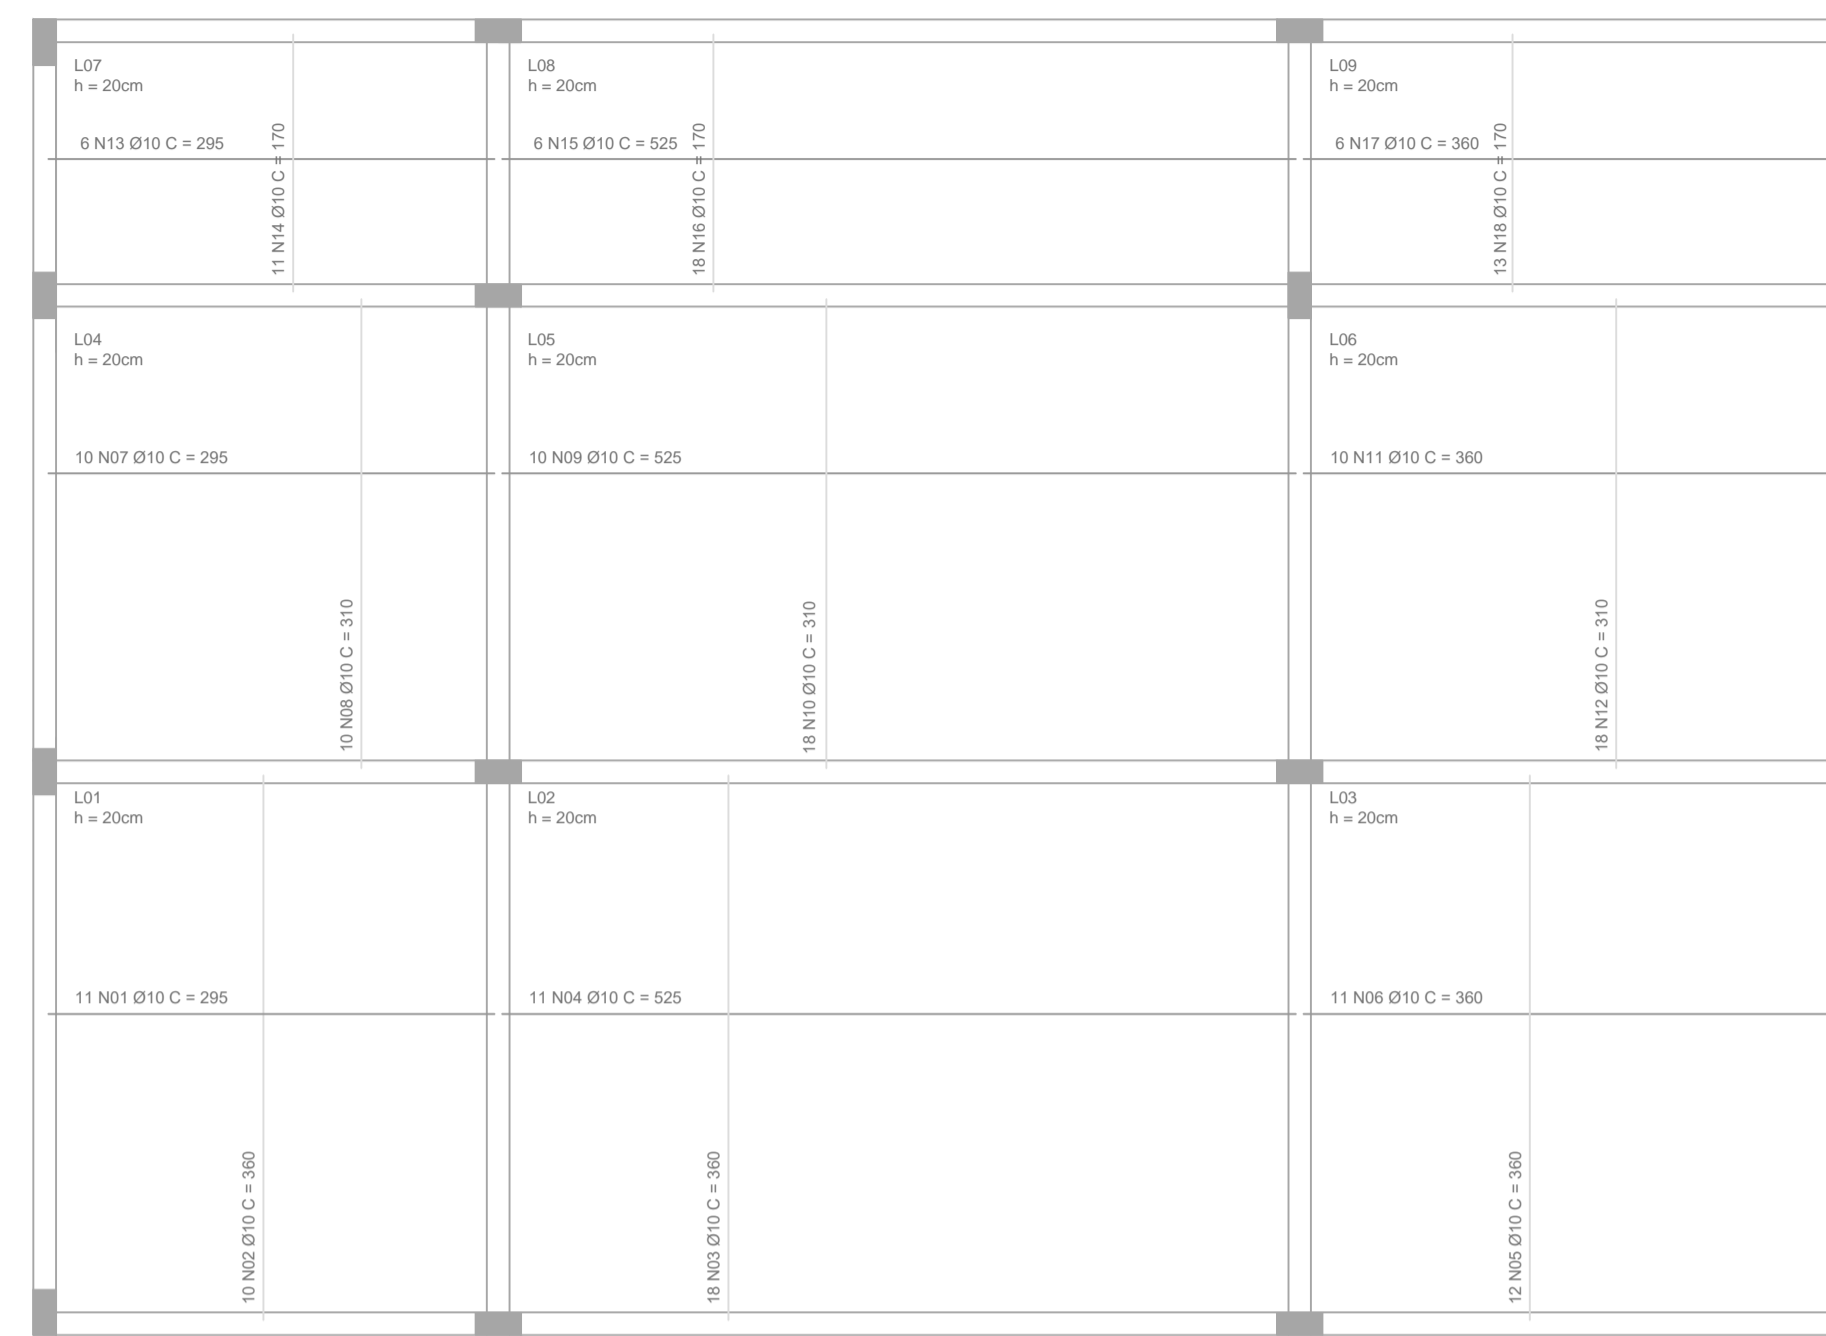 L07
h = 20cm
6 N13 Ø10 C = 295
11 N14 Ø10 C = 170
L08
h = 20cm
6 N15 Ø10 C = 525
18 N16 Ø10 C = 170
L09
h = 20cm
6 N17 Ø10 C = 360
13 N18 Ø10 C = 170
L04
h = 20cm
10 N07 Ø10 C = 295
10 N08 Ø10 C = 310
L05
h = 20cm
10 N09 Ø10 C = 525
18 N10 Ø10 C = 310
L06
h = 20cm
10 N11 Ø10 C = 360
18 N12 Ø10 C = 310
L01
h = 20cm
11 N01 Ø10 C = 295
10 N02 Ø10 C = 360
L02
h = 20cm
11 N04 Ø10 C = 525
18 N03 Ø10 C = 360
L03
h = 20cm
11 N06 Ø10 C = 360
12 N05 Ø10 C = 360